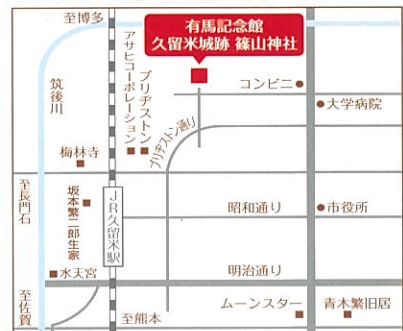 至博多
有馬記念館
久留米城跡 篠山神社
アサヒコーポレーション
ブリヂストン
コンビニ
大学病院
筑後川
ブリヂストン通り
梅林寺
至長門石
坂本繁二郎生家
JR久留米駅
昭和通り
市役所
水天宮
明治通り
至佐賀
至熊本
ムーンスター
青木繁旧居